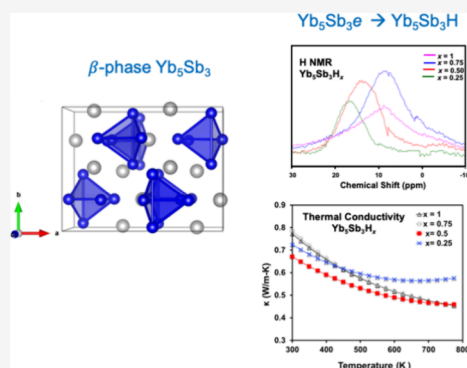 Yb₅Sb₃e → Yb₅Sb₃H
β-phase Yb₅Sb₃
b
a
H NMR
Yb₅Sb₃Hₓ
x = 1
x = 0.75
x = 0.50
x = 0.25
30 20 10 0 -10
Chemical Shift (ppm)
Thermal Conductivity
Yb₅Sb₃Hₓ
x = 1
x = 0.75
x= 0.5
x= 0.25
0.9
0.8
0.7
0.6
0.5
0.4
0.3
κ (W/m-K)
300 400 500 600 700 800
Temperature (K)